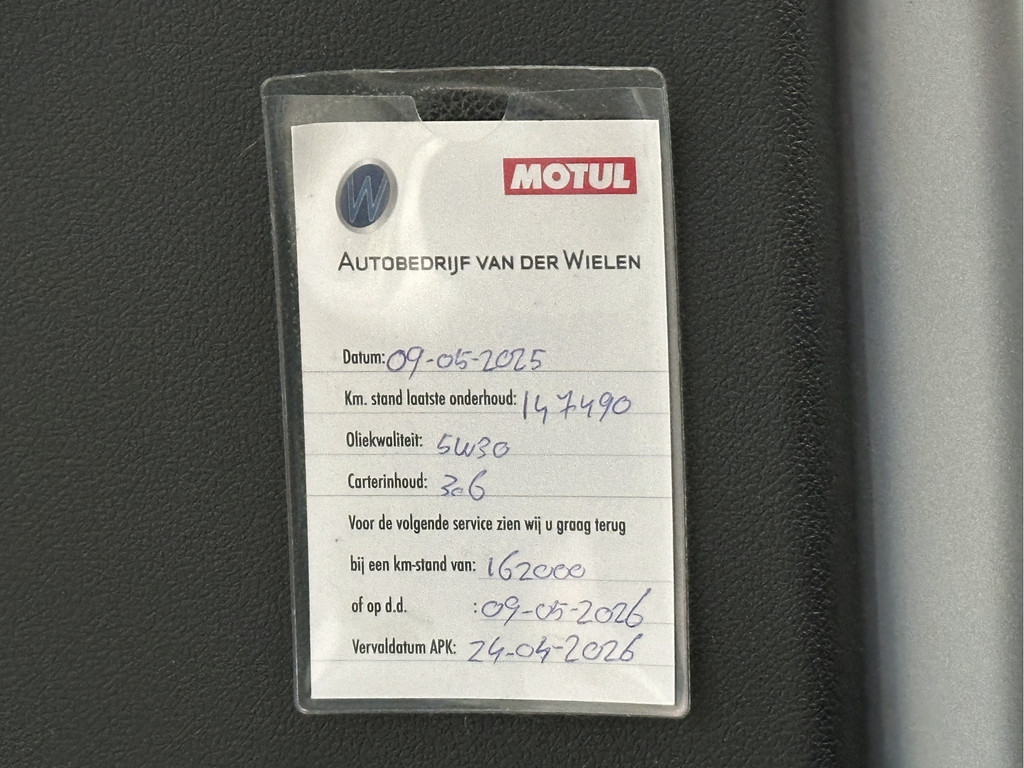 W
MOTUL
AUTOBEDRIJF VAN DER WIELEN
Datum: 09-05-2025
Km. stand laatste onderhoud: 147490
Oliekwaliteit: 5W30
Carterinhoud: 3.6
Voor de volgende service zien wij u graag terug
bij een km-stand van: 162000
of op d.d. : 09-05-2026
Vervaldatum APK: 24-04-2026